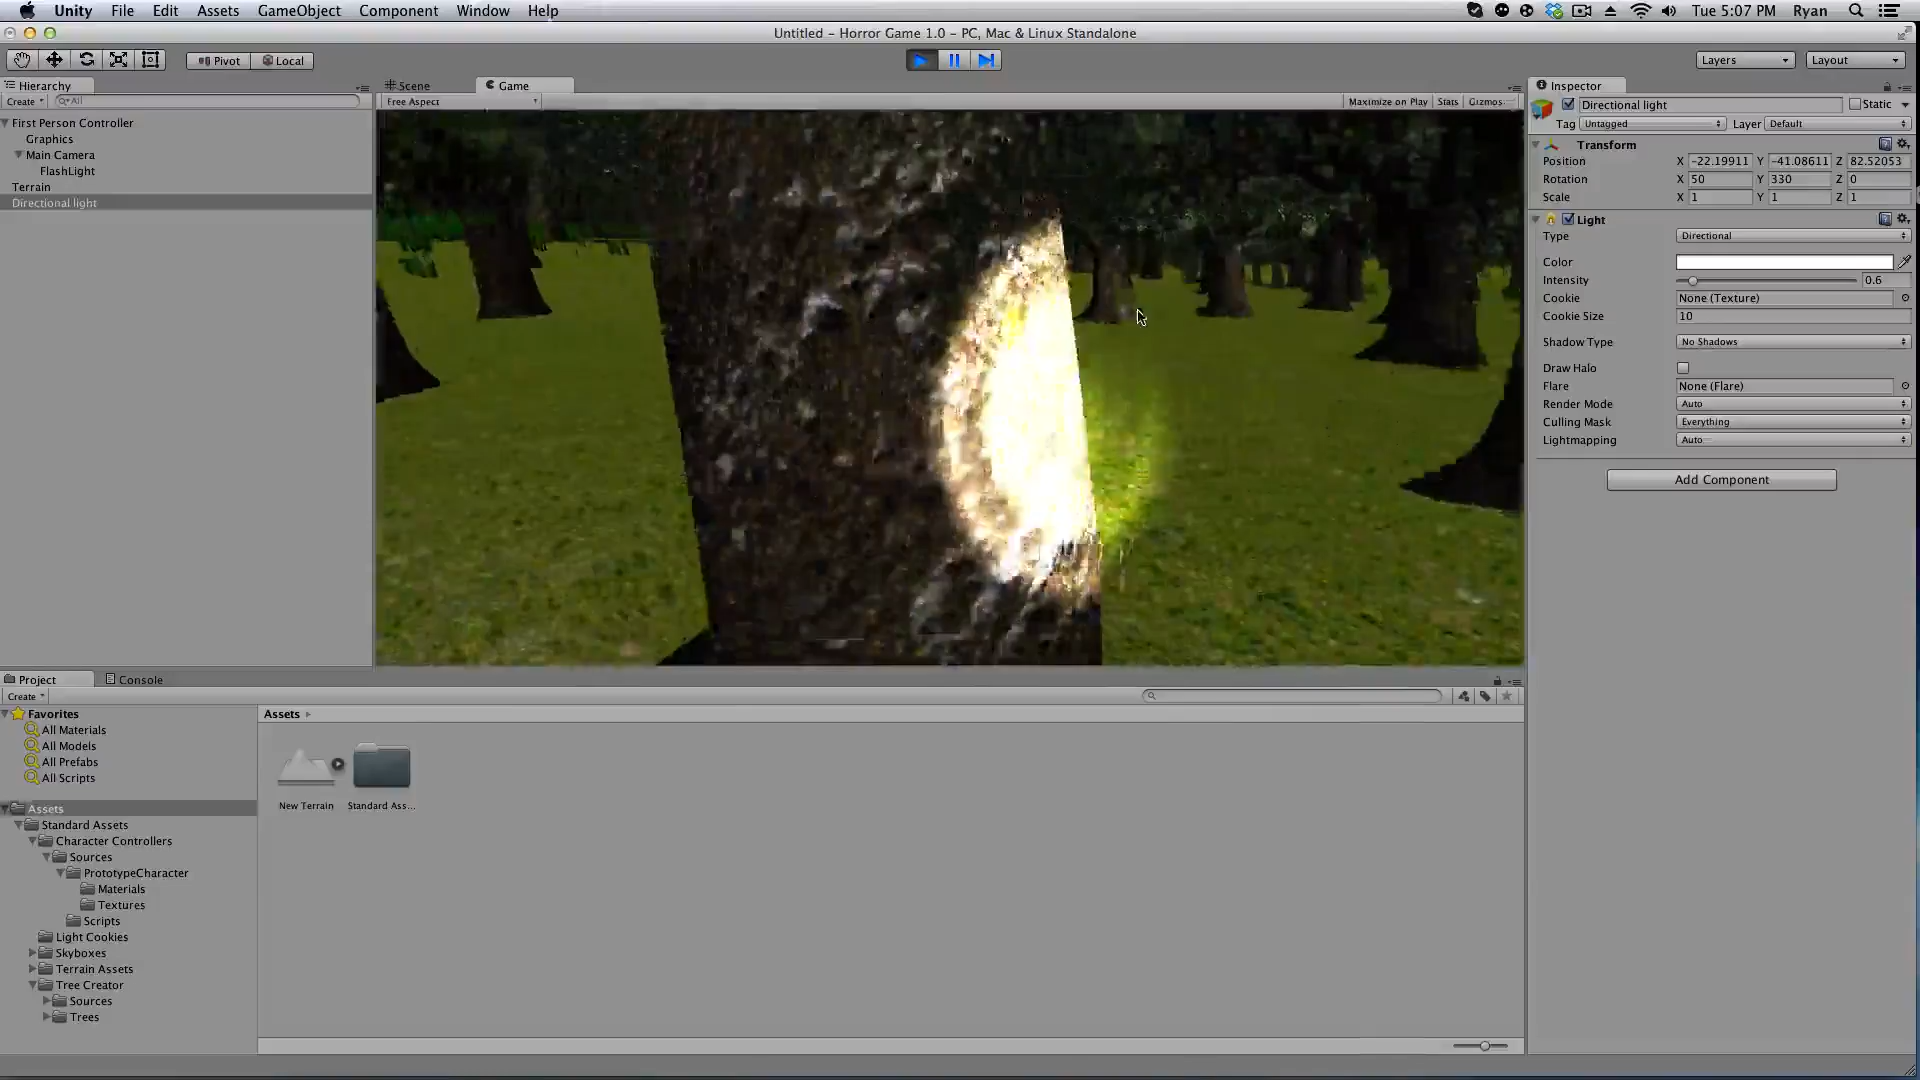 Unity File Edit Assets GameObject Component Window Help Tue 5:07 PM Ryan
Untitled – Horror Game 1.0 – PC, Mac & Linux Standalone
Pivot Local Layers Layout
Hierarchy
Create All
First Person Controller
Graphics
Main Camera
FlashLight
Terrain
Directional light
Scene Game
Free Aspect Maximize on Play Stats Gizmos
Inspector
Directional light Static
Tag Untagged Layer Default
Transform
Position X -22.19911 Y -41.08611 Z 82.52053
Rotation X 50 Y 330 Z 0
Scale X 1 Y 1 Z 1
Light
Type Directional
Color
Intensity 0.6
Cookie None (Texture)
Cookie Size 10
Shadow Type No Shadows
Draw Halo
Flare None (Flare)
Render Mode Auto
Culling Mask Everything
Lightmapping Auto
Add Component
Project Console
Create
Favorites
All Materials
All Models
All Prefabs
All Scripts
Assets
Standard Assets
Character Controllers
Sources
PrototypeCharacter
Materials
Textures
Scripts
Light Cookies
Skyboxes
Terrain Assets
Tree Creator
Sources
Trees
Assets
New Terrain Standard Ass...